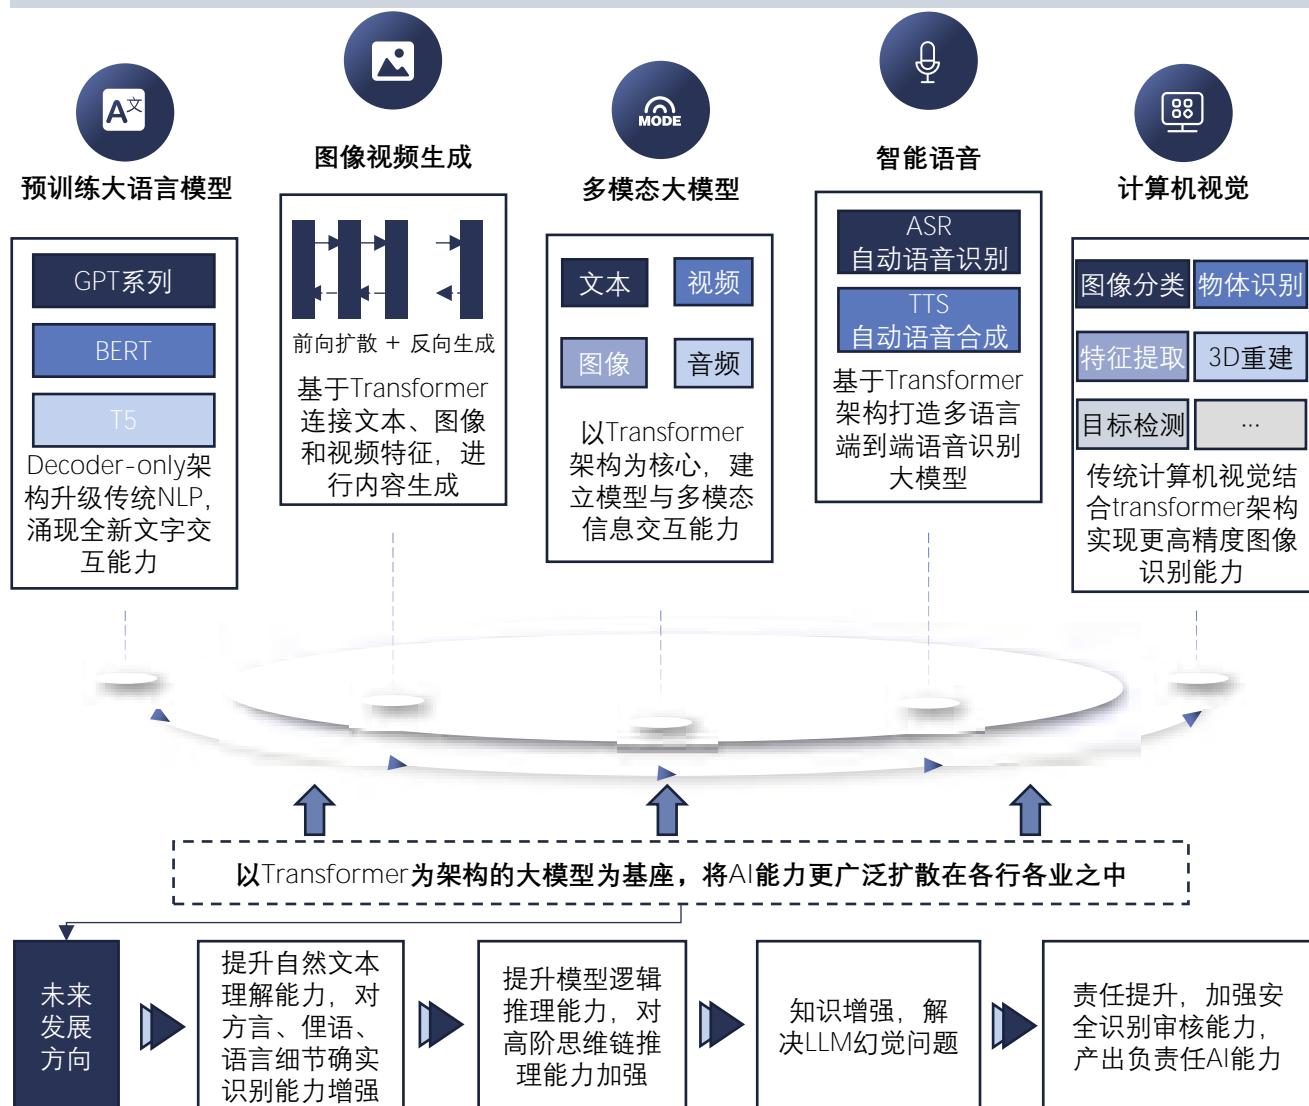 A文
预训练大语言模型
GPT系列
BERT
T5
Decoder-only架
构升级传统NLP,
涌现全新文字交
互能力
图像视频生成
前向扩散 + 反向生成
基于Transformer
连接文本、图像
和视频特征，进
行内容生成
MODE
多模态大模型
文本 视频
图像 音频
以Transformer
架构为核心，建
立模型与多模态
信息交互能力
智能语音
ASR
自动语音识别
TTS
自动语音合成
基于Transformer
架构打造多语言
端到端语音识别
大模型
计算机视觉
图像分类 物体识别
特征提取 3D重建
目标检测 ...
传统计算机视觉结
合transformer架构
实现更高精度图像
识别能力
以Transformer为架构的大模型为基座，将AI能力更广泛扩散在各行各业之中
未来
发展
方向
提升自然文本
理解能力，对
方言、俚语、
语言细节确实
识别能力增强
提升模型逻辑
推理能力，对
高阶思维链推
理能力加强
知识增强，解
决LLM幻觉问题
责任提升，加强安
全识别审核能力，
产出负责任AI能力